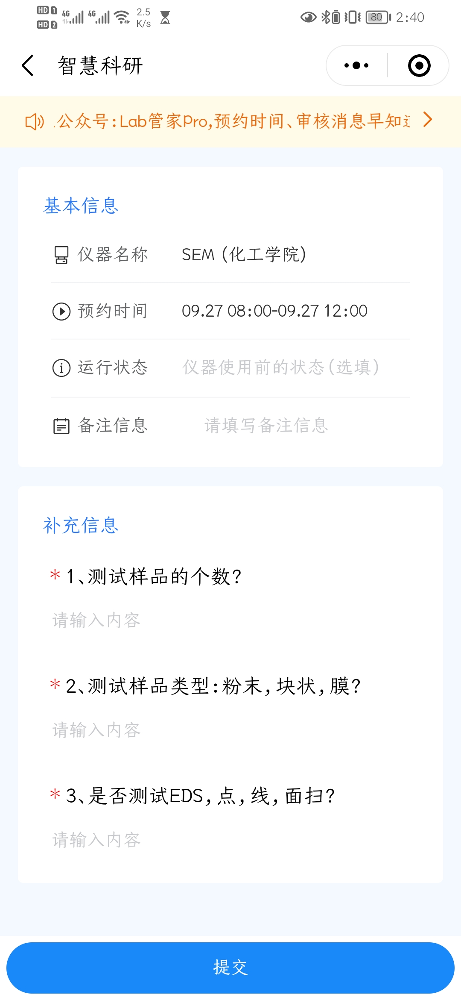 HD 1 4G 4G 2.5 K/s 80 2:40
HD 2
智慧科研
公众号:Lab管家Pro,预约时间、审核消息早知
基本信息
仪器名称 SEM (化工学院)
预约时间 09.27 08:00-09.27 12:00
运行状态 仪器使用前的状态(选填)
备注信息 请填写备注信息
补充信息
*1、测试样品的个数?
请输入内容
*2、测试样品类型:粉末,块状,膜?
请输入内容
*3、是否测试EDS,点,线,面扫?
请输入内容
提交